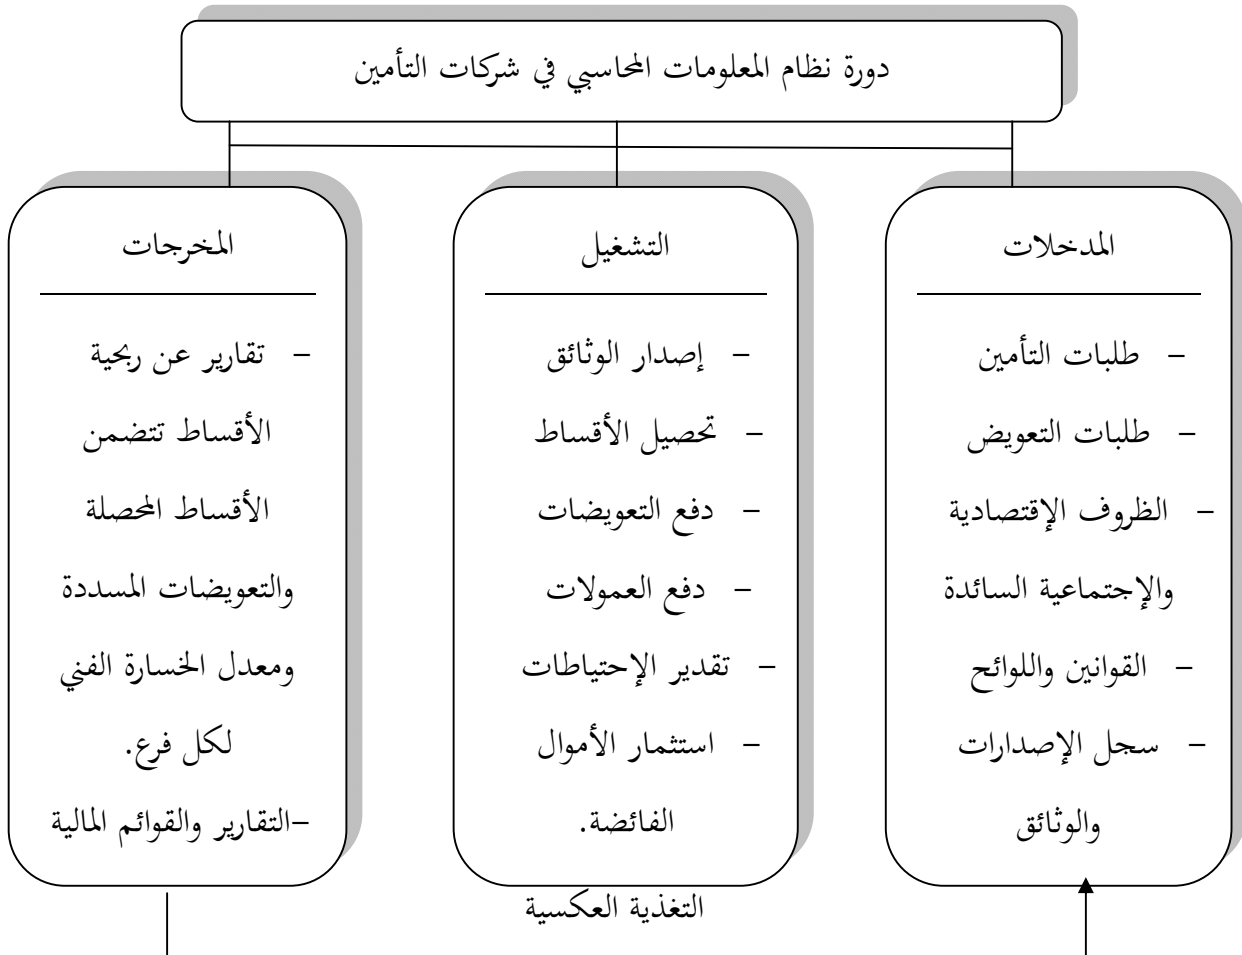 دورة نظام المعلومات المحاسبي في شركات التأمين
المدخلات
– طلبات التأمين
– طلبات التعويض
– الظروف الإقتصادية
والإجتماعية السائدة
– القوانين واللوائح
– سجل الإصدارات
والوثائق
التشغيل
– إصدار الوثائق
– تحصيل الأقساط
– دفع التعويضات
– دفع العمولات
– تقدير الإحتياطات
– استثمار الأموال
الفائضة.
المخرجات
– تقارير عن ربحية
الأقساط تتضمن
الأقساط المحصلة
والتعويضات المسددة
ومعدل الخسارة الفني
لكل فرع.
–التقارير والقوائم المالية
التغذية العكسية